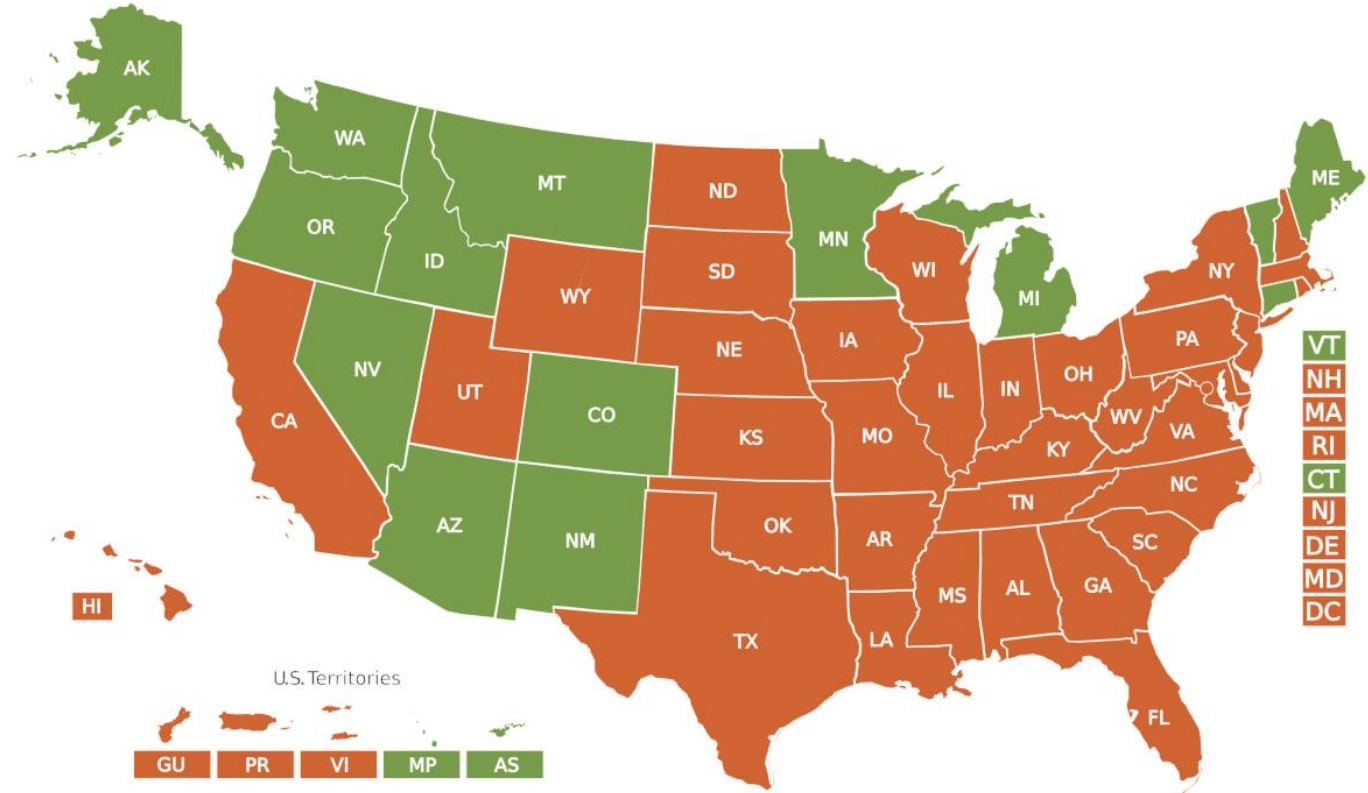 AK
WA
MT
ND
MN
ME
OR
ID
SD
WI
NY
WY
MI
NE
IA
PA
VT
NV
UT
IL
IN
OH
NH
CA
CO
WV
MA
KS
MO
KY
VA
RI
CT
NC
TN
AZ
NM
OK
AR
SC
NJ
DE
MS
AL
GA
MD
HI
DC
TX
LA
U.S. Territories
FL
GU PR VI MP AS